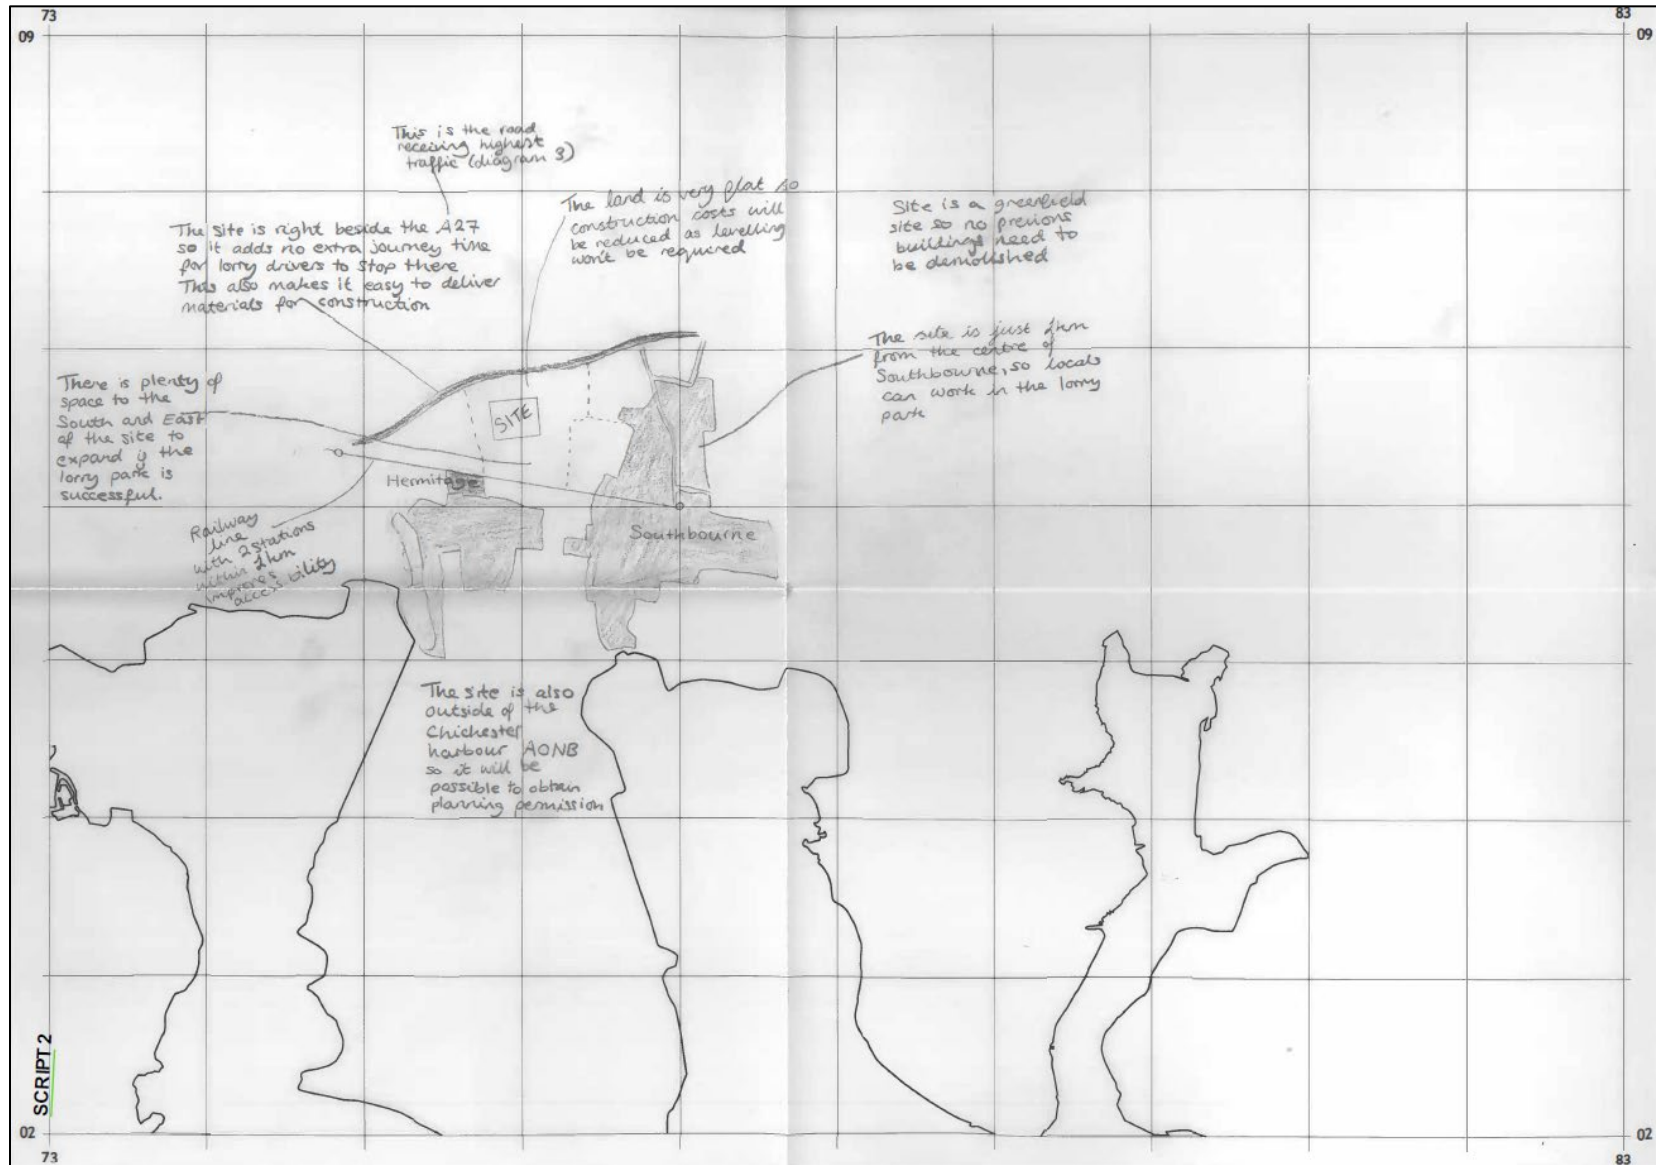 73
83
09
09
This is the road
receiving highest
traffic (diagram 3)
The land is very flat so
construction costs will
be reduced as levelling
won't be required
Site is a greenfield
site so no previous
buildings need to
be demolished
The site is right beside the A27
so it adds no extra journey time
for lorry drivers to stop there
This also makes it easy to deliver
materials for construction
The site is just 1km
from the centre of
Southbourne, so locals
can work in the lorry
park
There is plenty of
space to the
South and East
of the site to
expand if the
lorry park is
successful.
SITE
Hermitage
Southbourne
Railway
line
with 2 stations
within 1km
improves
accessibility
The site is also
outside of the
Chichester
harbour AONB
so it will be
possible to obtain
planning permission
SCRIPT 2
02
02
73
83